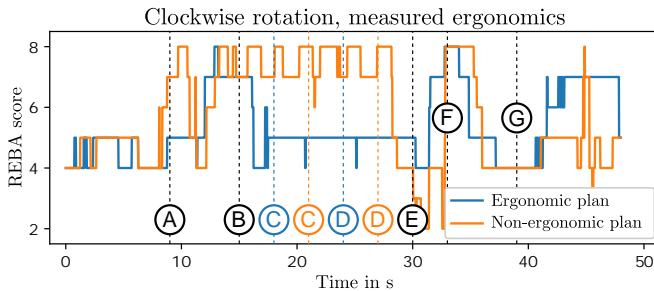 Clockwise rotation, measured ergonomics
REBA score
8
6
4
2
A
B
C
C
D
D
E
F
G
Ergonomic plan
Non-ergonomic plan
0
10
20
30
40
50
Time in s